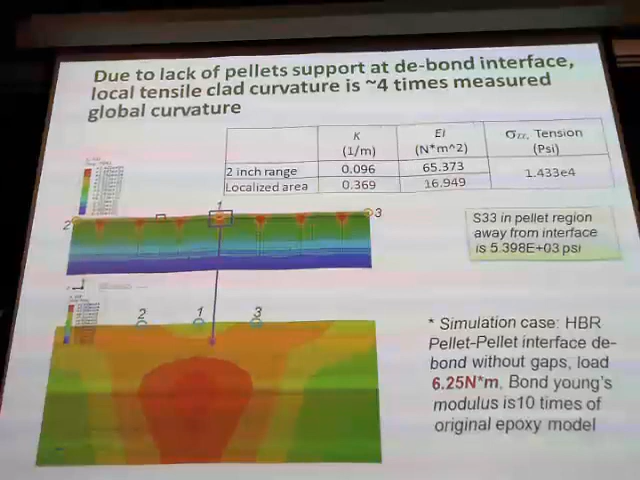 Due to lack of pellets support at de-bond interface,
local tensile clad curvature is ~4 times measured
global curvature
K
(1/m)
EI
(N*m^2)
σzz, Tension
(Psi)
2 inch range 0.096 65.373
1.433e4
Localized area 0.369 16.949
1
2
3
S33 in pellet region
away from interface
is 5.398E+03 psi
2 1 3
* Simulation case: HBR
Pellet-Pellet interface de-
bond without gaps, load
6.25N*m, Bond young's
modulus is10 times of
original epoxy model